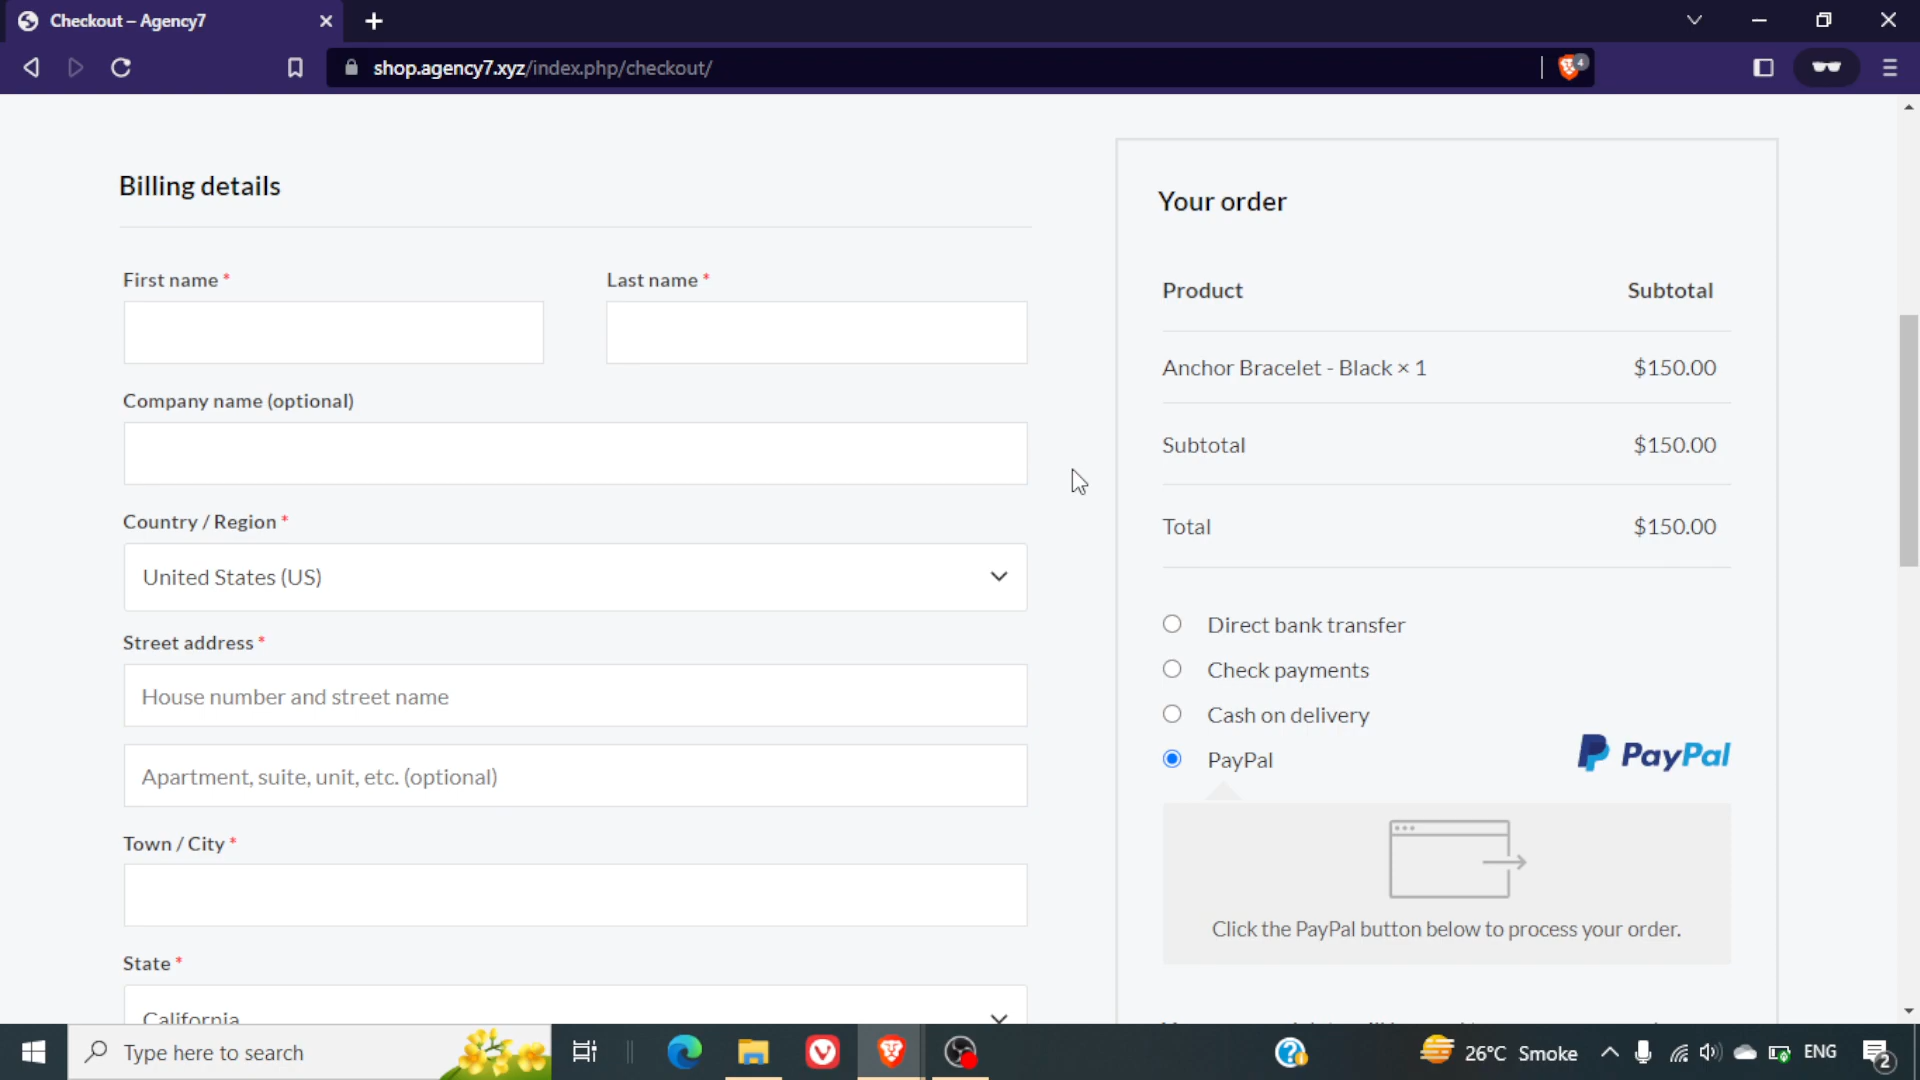 Checkout – Agency7
shop.agency7.xyz/index.php/checkout/
4
Billing details
First name *
Last name *
Company name (optional)
Country / Region *
United States (US)
Street address *
House number and street name
Apartment, suite, unit, etc. (optional)
Town / City *
State *
California
Your order
Product Subtotal
Anchor Bracelet - Black × 1 $150.00
Subtotal $150.00
Total $150.00
Direct bank transfer
Check payments
Cash on delivery
PayPal
PayPal
Click the PayPal button below to process your order.
Type here to search
26°C Smoke
ENG
2